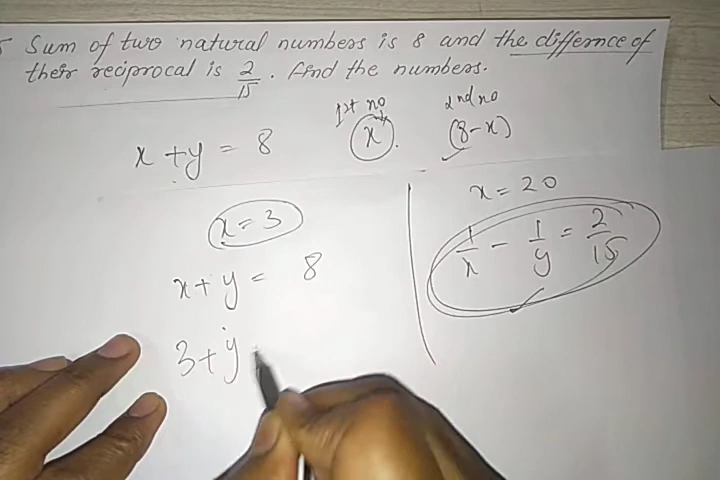 Sum of two natural numbers is 8 and the differnce of
their reciprocal is 2/15. find the numbers.
1st no 2nd no
x + y = 8 x (8-x)
x = 20
x = 3
1/x - 1/y = 2/15
x + y = 8
3 + y